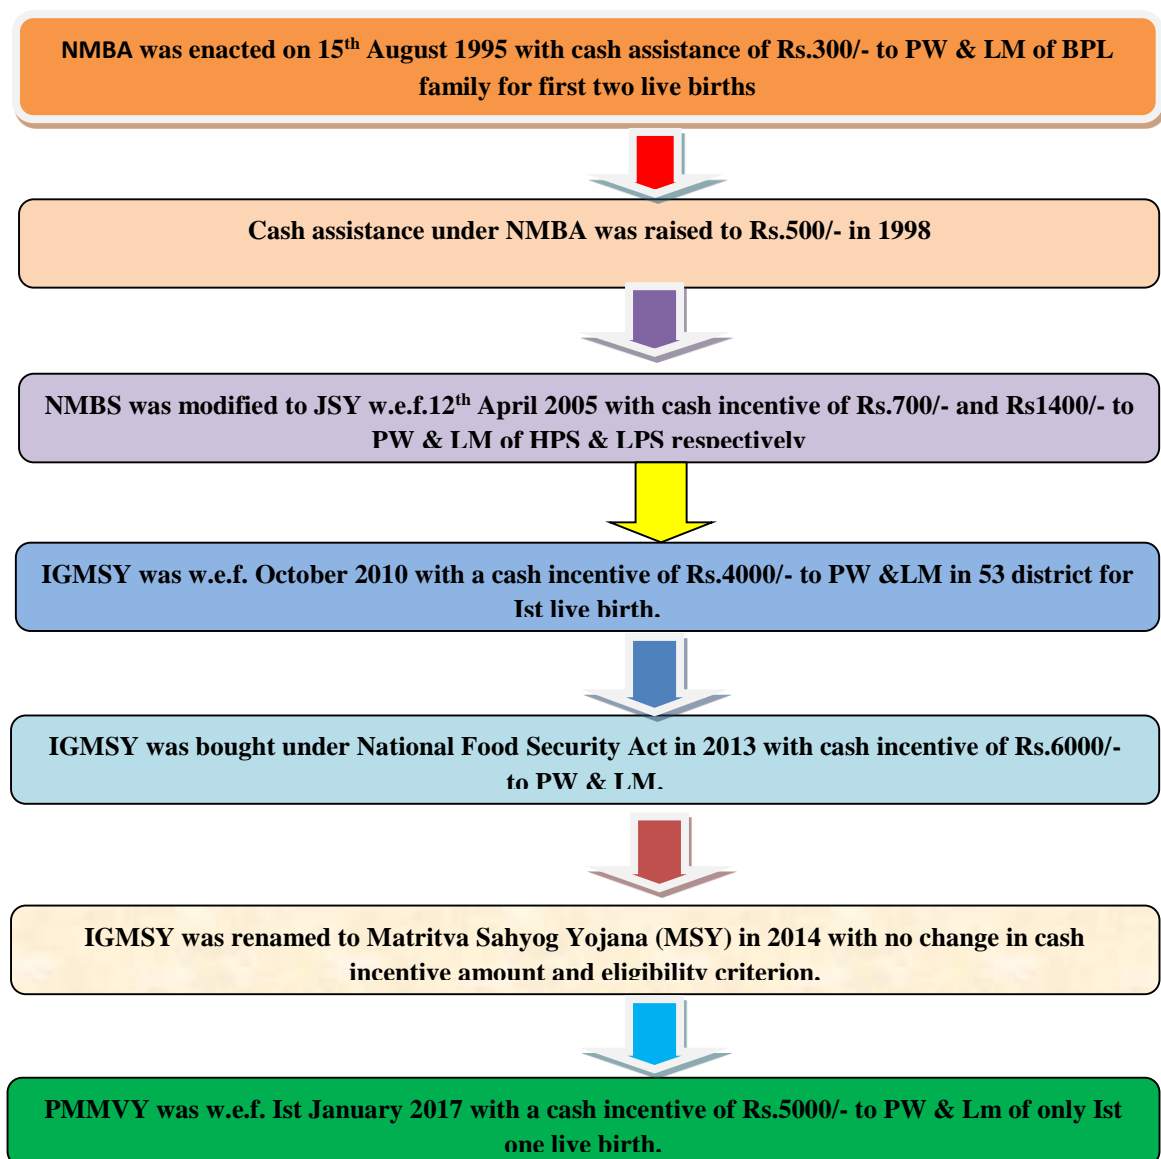 NMBA was enacted on 15th August 1995 with cash assistance of Rs.300/- to PW & LM of BPL
family for first two live births
Cash assistance under NMBA was raised to Rs.500/- in 1998
NMBS was modified to JSY w.e.f.12th April 2005 with cash incentive of Rs.700/- and Rs1400/- to
PW & LM of HPS & LPS respectively
IGMSY was w.e.f. October 2010 with a cash incentive of Rs.4000/- to PW &LM in 53 district for
Ist live birth.
IGMSY was bought under National Food Security Act in 2013 with cash incentive of Rs.6000/-
to PW & LM.
IGMSY was renamed to Matritva Sahyog Yojana (MSY) in 2014 with no change in cash
incentive amount and eligibility criterion.
PMMVY was w.e.f. Ist January 2017 with a cash incentive of Rs.5000/- to PW & Lm of only Ist
one live birth.